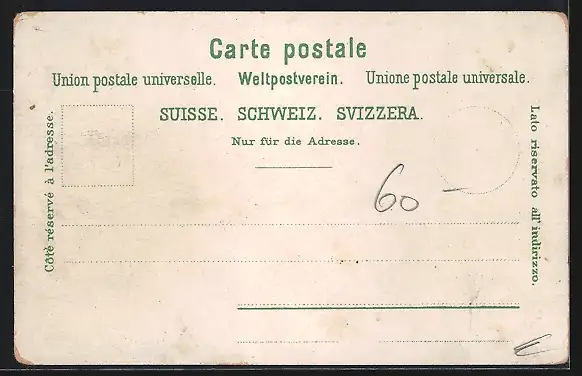 Carte postale
Union postale universelle. Weltpostverein. Unione postale universale.
SUISSE. SCHWEIZ. SVIZZERA.
Nur für die Adresse.
Côté réservé à l'adresse.
Lato riservato all' indirizzo.
60 –